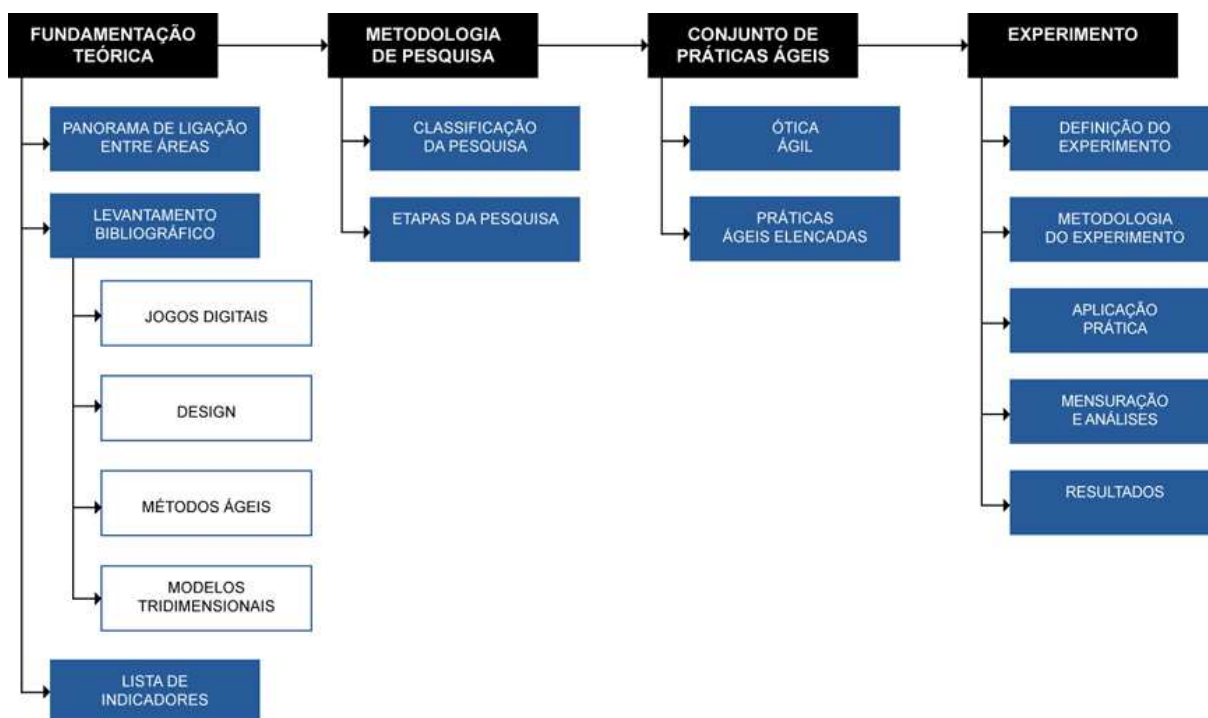 FUNDAMENTAÇÃO
TEÓRICA
PANORAMA DE LIGAÇÃO
ENTRE ÁREAS
LEVANTAMENTO
BIBLIOGRÁFICO
JOGOS DIGITAIS
DESIGN
MÉTODOS ÁGEIS
MODELOS
TRIDIMENSIONAIS
LISTA DE
INDICADORES
METODOLOGIA
DE PESQUISA
CLASSIFICAÇÃO
DA PESQUISA
ETAPAS DA PESQUISA
CONJUNTO DE
PRÁTICAS ÁGEIS
ÓTICA
ÁGIL
PRÁTICAS
ÁGEIS ELENCADAS
EXPERIMENTO
DEFINIÇÃO DO
EXPERIMENTO
METODOLOGIA
DO EXPERIMENTO
APLICAÇÃO
PRÁTICA
MENSURAÇÃO
E ANÁLISES
RESULTADOS